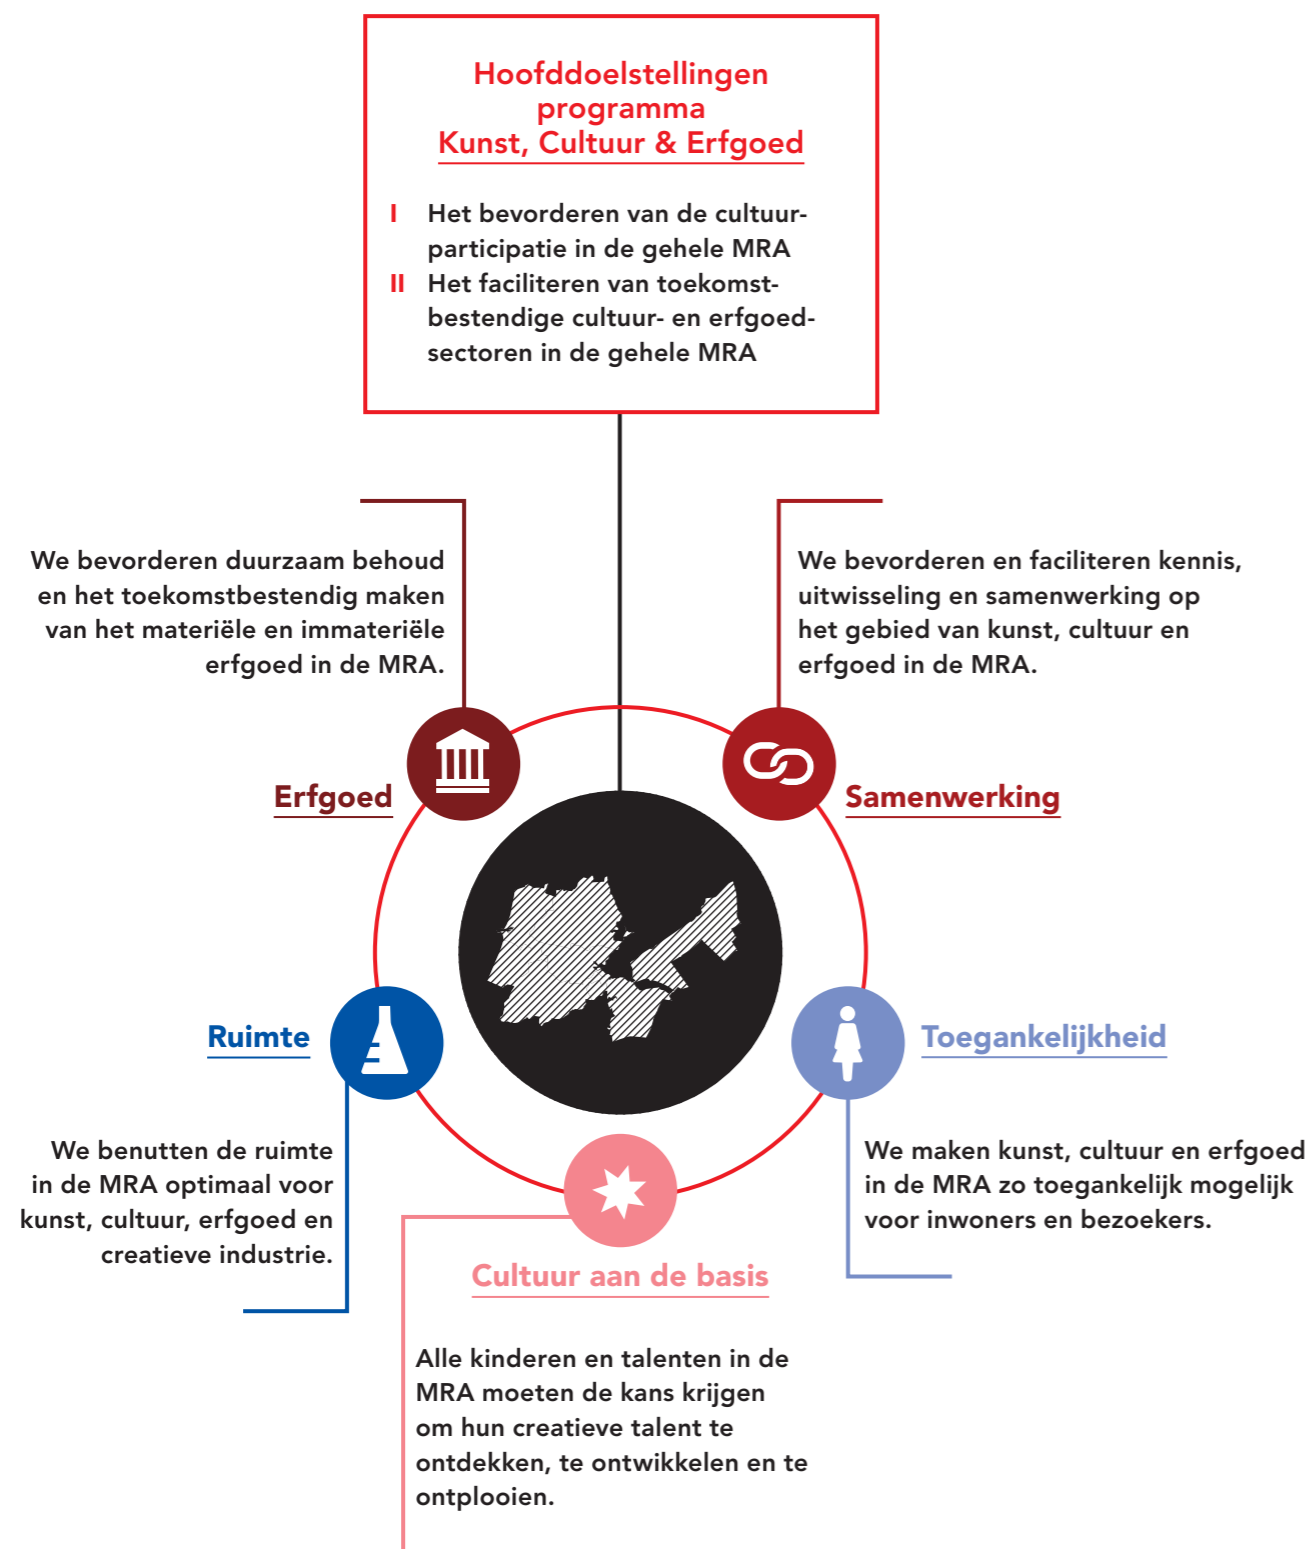 Hoofddoelstellingen
programma
Kunst, Cultuur & Erfgoed
I Het bevorderen van de cultuur-
participatie in de gehele MRA
II Het faciliteren van toekomst-
bestendige cultuur- en erfgoed-
sectoren in de gehele MRA
We bevorderen duurzaam behoud
en het toekomstbestendig maken
van het materiële en immateriële
erfgoed in de MRA.
Erfgoed
We bevorderen en faciliteren kennis,
uitwisseling en samenwerking op
het gebied van kunst, cultuur en
erfgoed in de MRA.
Samenwerking
Ruimte
We benutten de ruimte
in de MRA optimaal voor
kunst, cultuur, erfgoed en
creatieve industrie.
Toegankelijkheid
We maken kunst, cultuur en erfgoed
in de MRA zo toegankelijk mogelijk
voor inwoners en bezoekers.
Cultuur aan de basis
Alle kinderen en talenten in de
MRA moeten de kans krijgen
om hun creatieve talent te
ontdekken, te ontwikkelen en te
ontplooien.